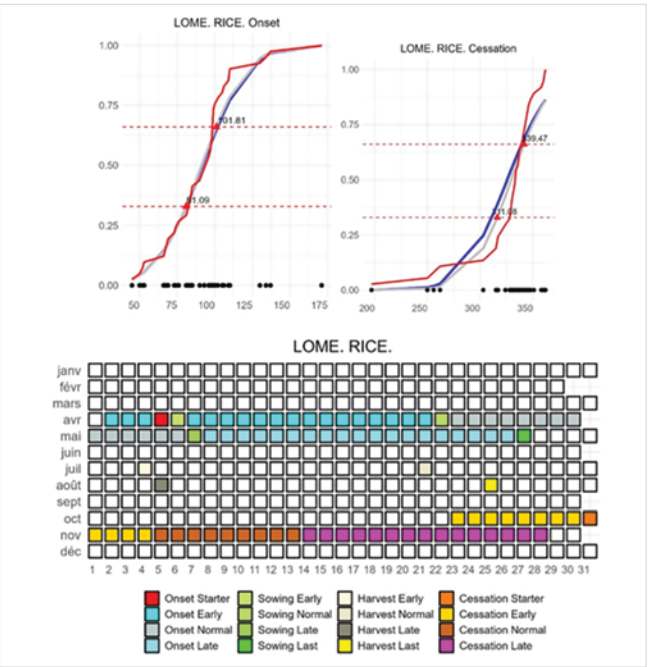 LOME. RICE. Onset
1.00
0.75
0.50
0.25
0.00
101.81
91.09
50 75 100 125 150 175
LOME. RICE. Cessation
1.00
0.75
0.50
0.25
0.00
339.47
200 250 300 350
LOME. RICE.
janv
févr
mars
avr
mai
juin
juil
août
sept
oct
nov
déc
1 2 3 4 5 6 7 8 9 10 11 12 13 14 15 16 17 18 19 20 21 22 23 24 25 26 27 28 29 30 31
Onset Starter Sowing Early Harvest Early Cessation Starter
Onset Early Sowing Normal Harvest Normal Cessation Early
Onset Normal Sowing Late Harvest Late Cessation Normal
Onset Late Sowing Last Harvest Last Cessation Late